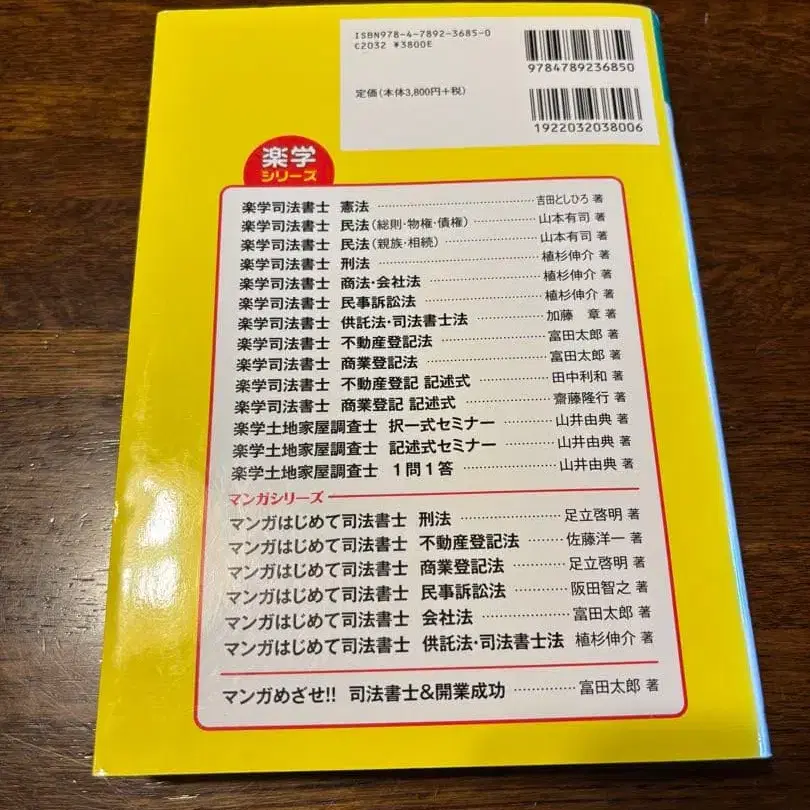 ISBN978-4-7892-3685-0
C2032 ¥3800E
9784789236850
定価(本体3,800円+税)
1922032038006
楽学
シリーズ
楽学司法書士 憲法 吉田としひろ 著
楽学司法書士 民法(総則・物権・債権) 山本有司 著
楽学司法書士 民法(親族・相続) 山本有司 著
楽学司法書士 刑法 植杉伸介 著
楽学司法書士 商法・会社法 植杉伸介 著
楽学司法書士 民事訴訟法 植杉伸介 著
楽学司法書士 供託法・司法書士法 加藤 章 著
楽学司法書士 不動産登記法 富田太郎 著
楽学司法書士 商業登記法 富田太郎 著
楽学司法書士 不動産登記 記述式 田中利和 著
楽学司法書士 商業登記 記述式 齋藤隆行 著
楽学土地家屋調査士 択一式セミナー 山井由典 著
楽学土地家屋調査士 記述式セミナー 山井由典 著
楽学土地家屋調査士 1問1答 山井由典 著
マンガシリーズ
マンガはじめて司法書士 刑法 足立啓明 著
マンガはじめて司法書士 不動産登記法 佐藤洋一 著
マンガはじめて司法書士 商業登記法 足立啓明 著
マンガはじめて司法書士 民事訴訟法 阪田智之 著
マンガはじめて司法書士 会社法 富田太郎 著
マンガはじめて司法書士 供託法・司法書士法 植杉伸介 著
マンガめざせ!! 司法書士&開業成功 富田太郎 著